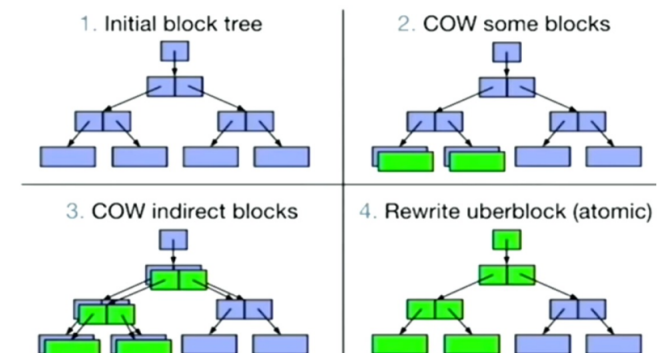 1. Initial block tree
2. COW some blocks
3. COW indirect blocks
4. Rewrite uberblock (atomic)